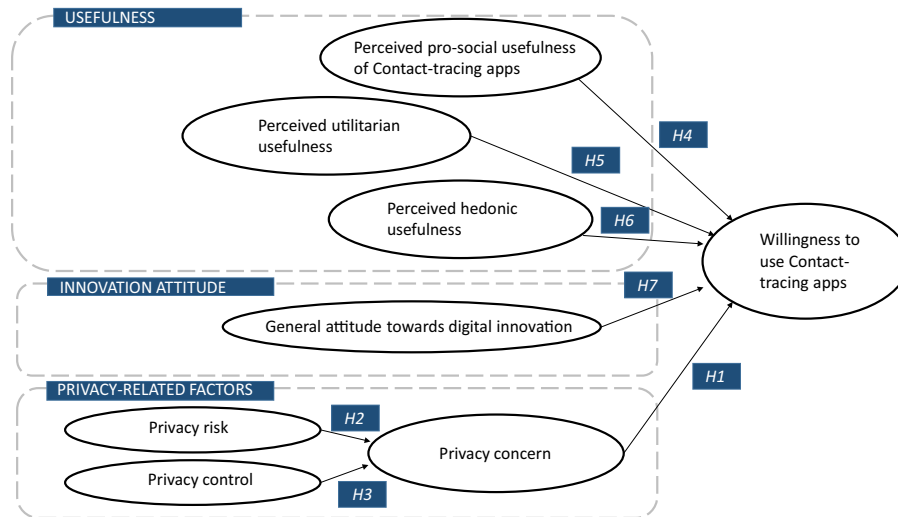 USEFULNESS
Perceived pro-social usefulness
of Contact-tracing apps
H4
Perceived utilitarian
usefulness
H5
Perceived hedonic
usefulness
H6
Willingness to
use Contact-
tracing apps
INNOVATION ATTITUDE
H7
General attitude towards digital innovation
PRIVACY-RELATED FACTORS
H1
Privacy risk
H2
Privacy concern
Privacy control
H3